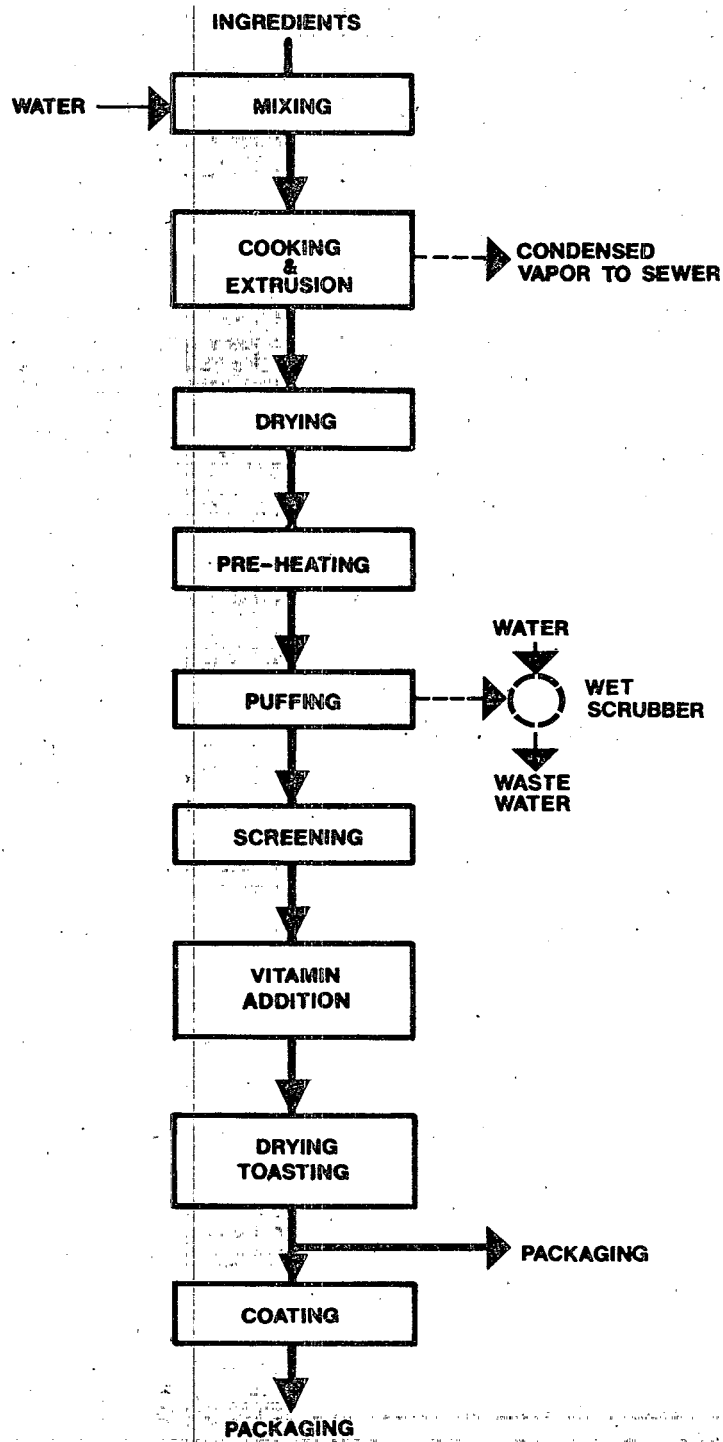 INGREDIENTS
WATER
MIXING
COOKING
&
EXTRUSION
CONDENSED
VAPOR TO SEWER
DRYING
PRE-HEATING
WATER
PUFFING
WET
SCRUBBER
WASTE
WATER
SCREENING
VITAMIN
ADDITION
DRYING
TOASTING
PACKAGING
COATING
PACKAGING